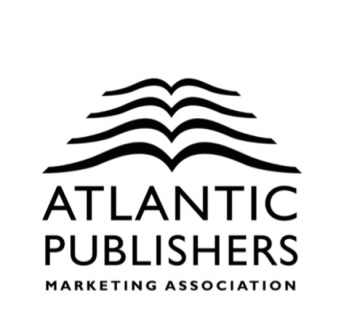 ATLANTIC
PUBLISHERS
MARKETING ASSOCIATION